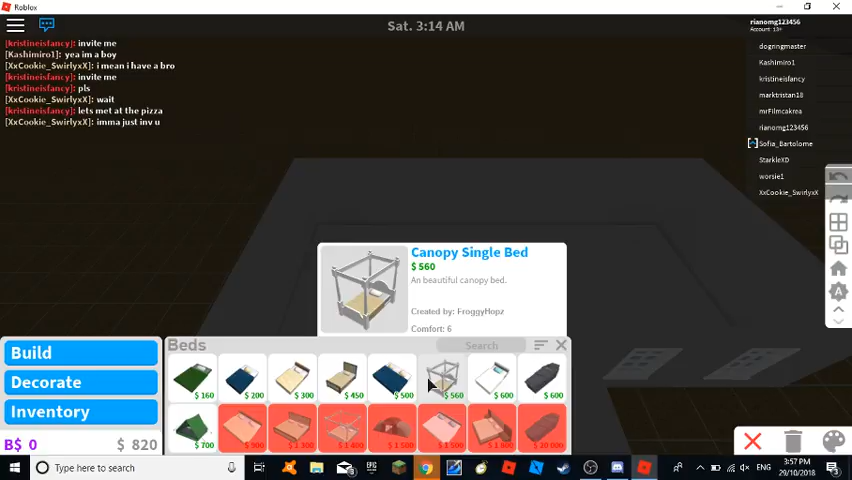 Roblox
Sat. 3:14 AM
rianomg123456
Account: 13+
[kristineisfancy]: invite me
[Kashimiro1]: yea im a boy
[XxCookie_SwirlyxX]: i mean i have a bro
[kristineisfancy]: invite me
[kristineisfancy]: pls
[XxCookie_SwirlyxX]: wait
[kristineisfancy]: lets met at the pizza
[XxCookie_SwirlyxX]: imma just inv u
dogringmaster
Kashimiro1
kristineisfancy
marktristan18
mrFilmcakrea
rianomg123456
Sofia_Bartolome
StarkleXD
worsie1
XxCookie_SwirlyxX
Canopy Single Bed
$ 560
An beautiful canopy bed.
Created by: FroggyHopz
Comfort: 6
Build
Decorate
Inventory
B$ 0
$ 820
Beds
Search
$ 160
$ 200
$ 300
$ 450
$ 500
$ 560
$ 600
$ 600
$ 700
$ 900
$ 1 300
$ 1 400
$ 1 500
$ 1 500
$ 1 800
$ 20 000
Type here to search
EPIC
ENG
3:57 PM
29/10/2018
3